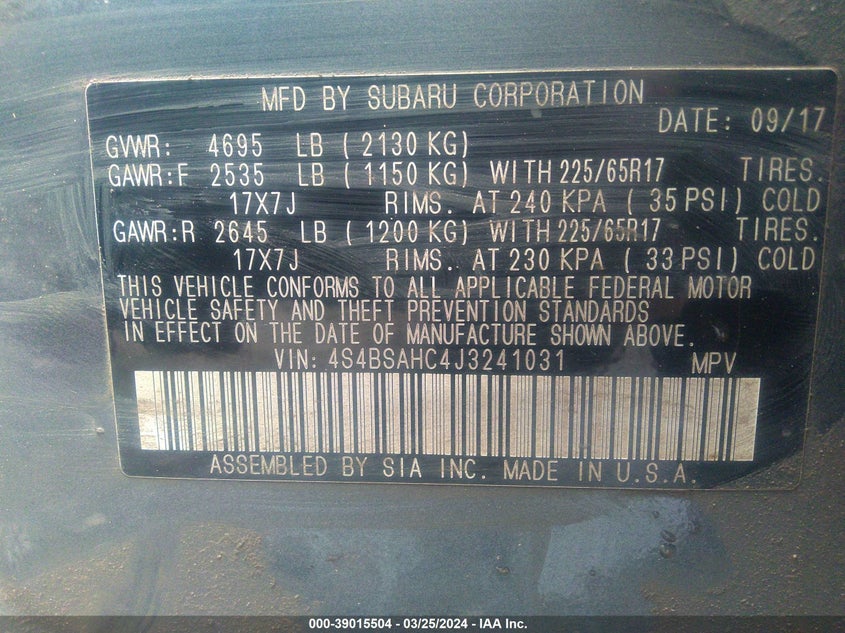 MFD BY SUBARU CORPORATION
DATE: 09/17
GVWR: 4695 LB ( 2130 KG)
GAWR:F 2535 LB ( 1150 KG) WITH 225/65R17 TIRES.
17X7J RIMS. AT 240 KPA ( 35 PSI) COLD
GAWR:R 2645 LB ( 1200 KG) WITH 225/65R17 TIRES.
17X7J RIMS. AT 230 KPA ( 33 PSI) COLD
THIS VEHICLE CONFORMS TO ALL APPLICABLE FEDERAL MOTOR
VEHICLE SAFETY AND THEFT PREVENTION STANDARDS
IN EFFECT ON THE DATE OF MANUFACTURE SHOWN ABOVE.
VIN: 4S4BSAHC4J3241031 MPV
ASSEMBLED BY SIA INC. MADE IN U.S.A.
000-39015504 - 03/25/2024 - IAA Inc.